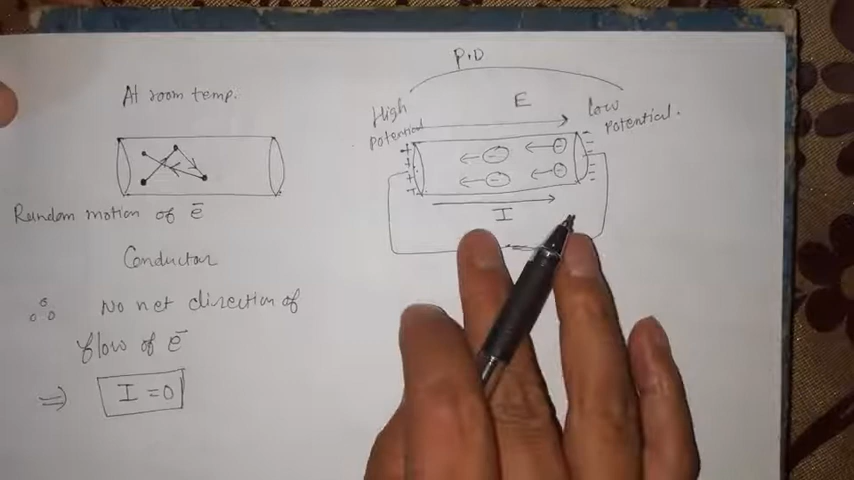 At room temp.
Random motion of e̅
Conductor
∴ No net direction of
flow of e̅
⇒ I = 0
P.D
High
Potential
E
Low
Potential.
+ + + +
- - - -
- -
- -
I